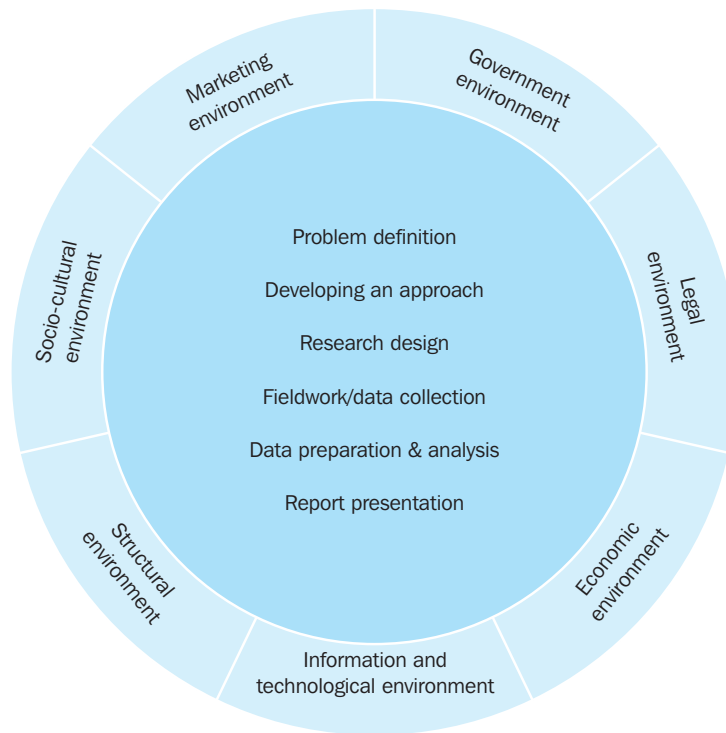 Marketing
environment
Government
environment
Legal
environment
Economic
environment
Information and
technological environment
Structural
environment
Socio-cultural
environment
Problem definition
Developing an approach
Research design
Fieldwork/data collection
Data preparation & analysis
Report presentation